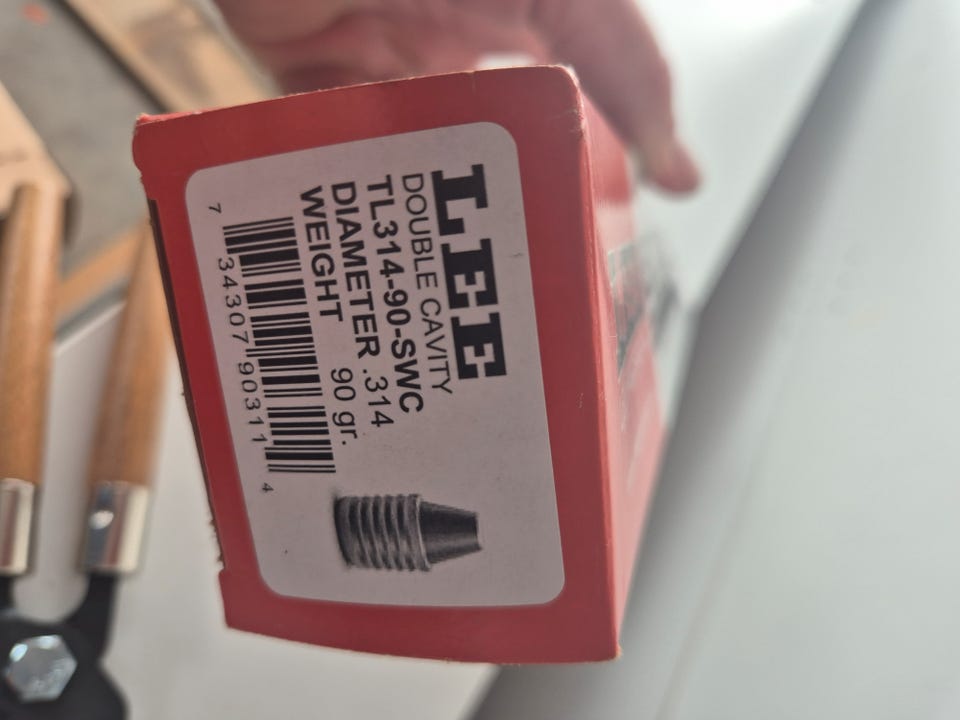 LEE
DOUBLE CAVITY
TL314-90-SWC
DIAMETER .314
WEIGHT 90 gr.
7 34307 90311 4